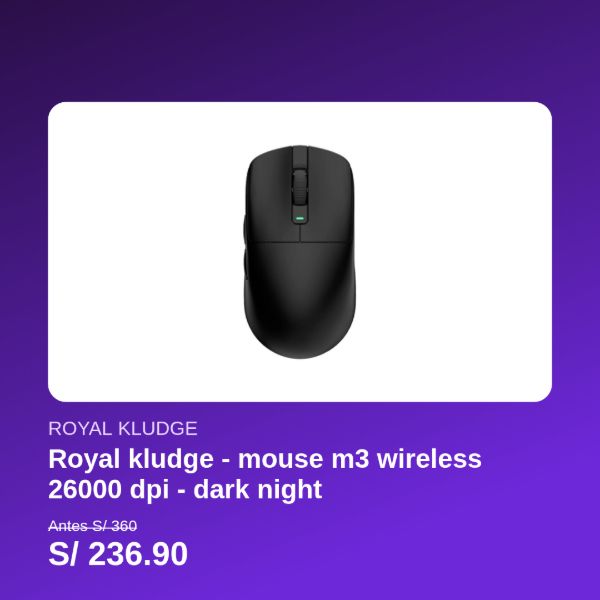 ROYAL KLUDGE
Royal kludge - mouse m3 wireless
26000 dpi - dark night
Antes S/ 360
S/ 236.90